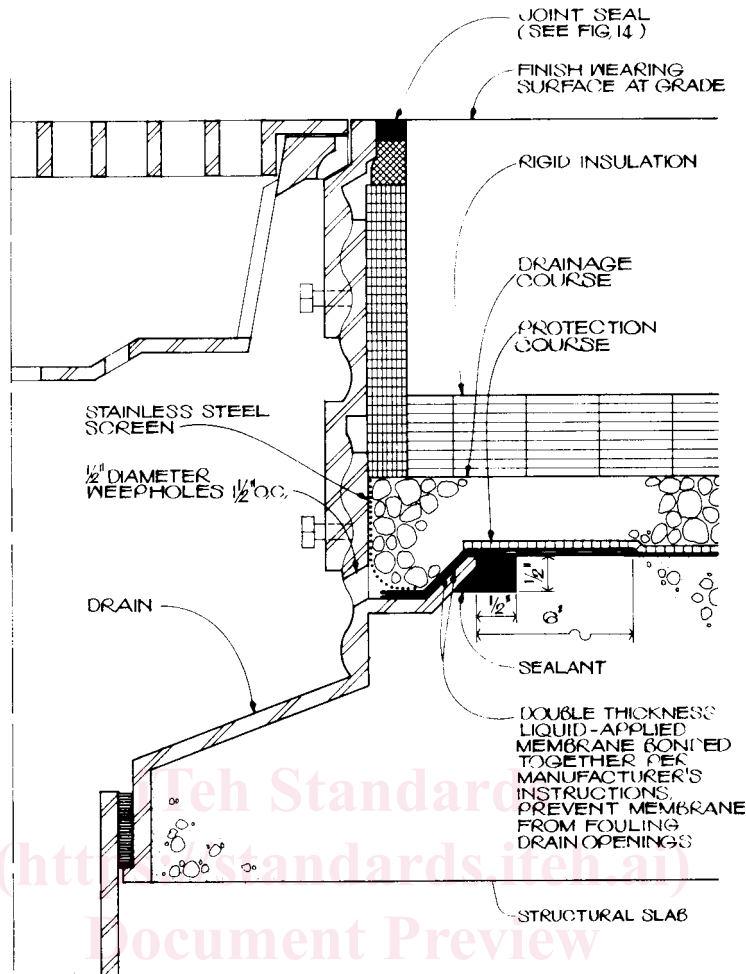 JOINT SEAL
(SEE FIG, 14)
FINISH WEARING
SURFACE AT GRADE
RIGID INSULATION
DRAINAGE
COURSE
PROTECTION
COURSE
STAINLESS STEEL
SCREEN
1/2" DIAMETER
WEEPHOLES 1 1/2" O.C.
DRAIN
1/2"
1/2"
6"
SEALANT
DOUBLE THICKNESS
LIQUID-APPLIED
MEMBRANE BONDED
TOGETHER PER
MANUFACTURER'S
INSTRUCTIONS,
PREVENT MEMBRANE
FROM FOULING
DRAIN OPENINGS
STRUCTURAL SLAB
iTeh Standards
(https://standards.iteh.ai)
Document Preview